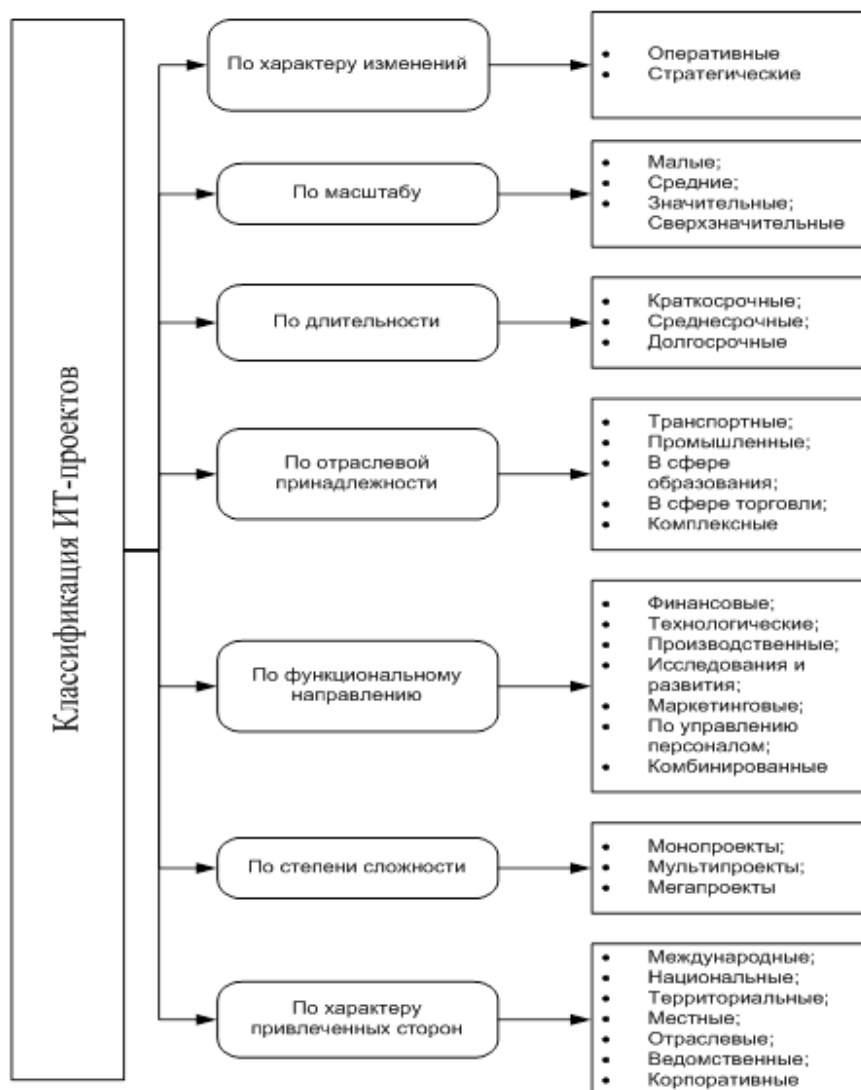 Классификация ИТ-проектов
По характеру изменений
• Оперативные
• Стратегические
По масштабу
• Малые;
• Средние;
• Значительные;
Сверхзначительные
По длительности
• Краткосрочные;
• Среднесрочные;
• Долгосрочные
По отраслевой
принадлежности
• Транспортные;
• Промышленные;
• В сфере
образования;
• В сфере торговли;
• Комплексные
По функциональному
направлению
• Финансовые;
• Технологические;
• Производственные;
• Исследования и
развития;
• Маркетинговые;
• По управлению
персоналом;
• Комбинированные
По степени сложности
• Монопроекты;
• Мультипроекты;
• Мегапроекты
По характеру
привлеченных сторон
• Международные;
• Национальные;
• Территориальные;
• Местные;
• Отраслевые;
• Ведомственные;
• Корпоративные